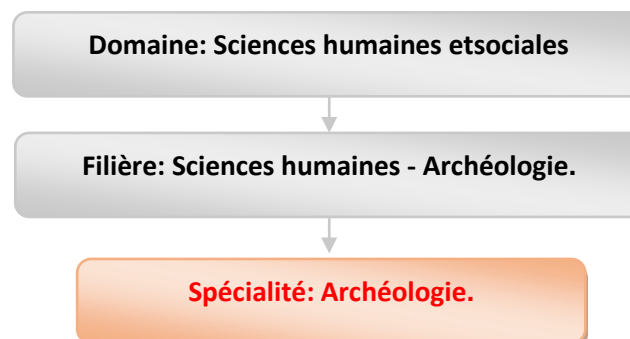 Domaine: Sciences humaines etsociales
Filière: Sciences humaines - Archéologie.
Spécialité: Archéologie.